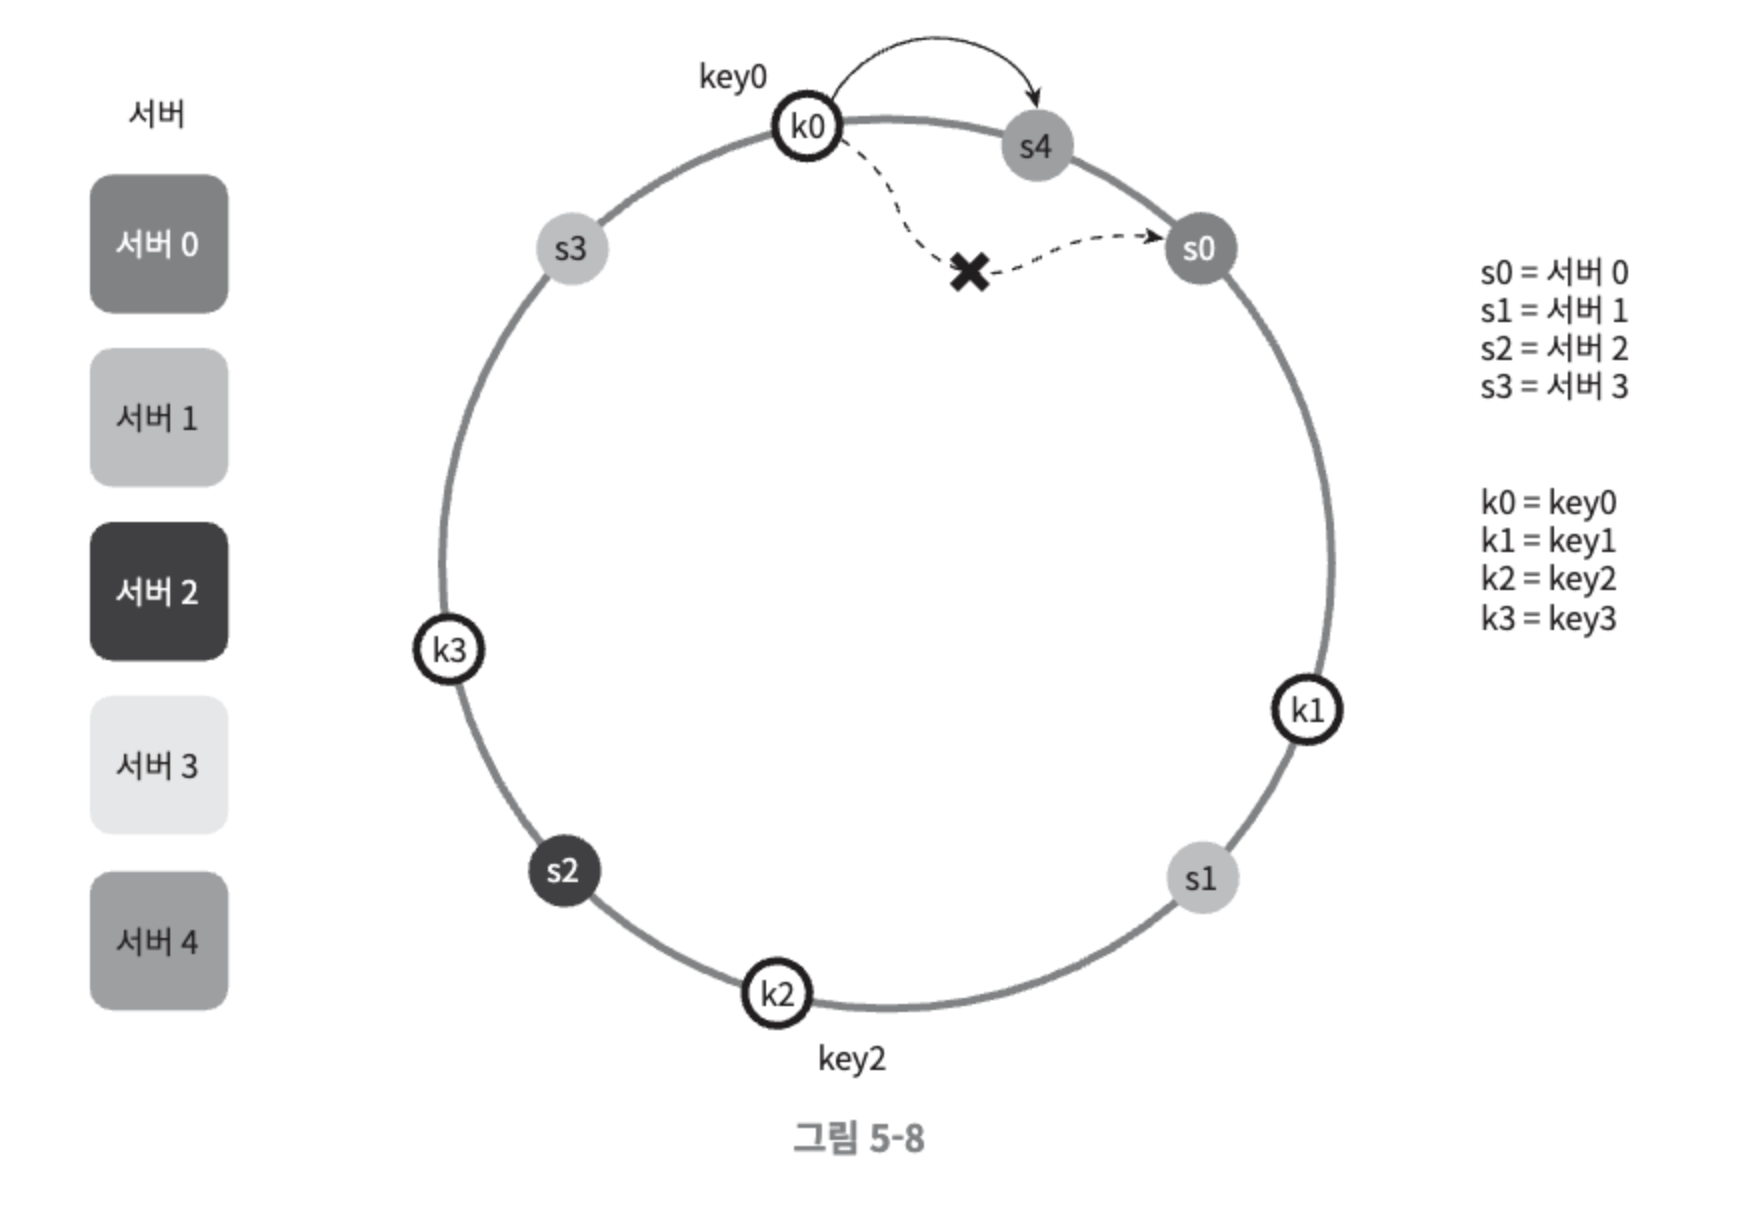 서버
서버 0
서버 1
서버 2
서버 3
서버 4
key0
k0
s4
s3
s0
k3
k1
s2
s1
k2
key2
s0 = 서버 0
s1 = 서버 1
s2 = 서버 2
s3 = 서버 3
k0 = key0
k1 = key1
k2 = key2
k3 = key3
그림 5-8